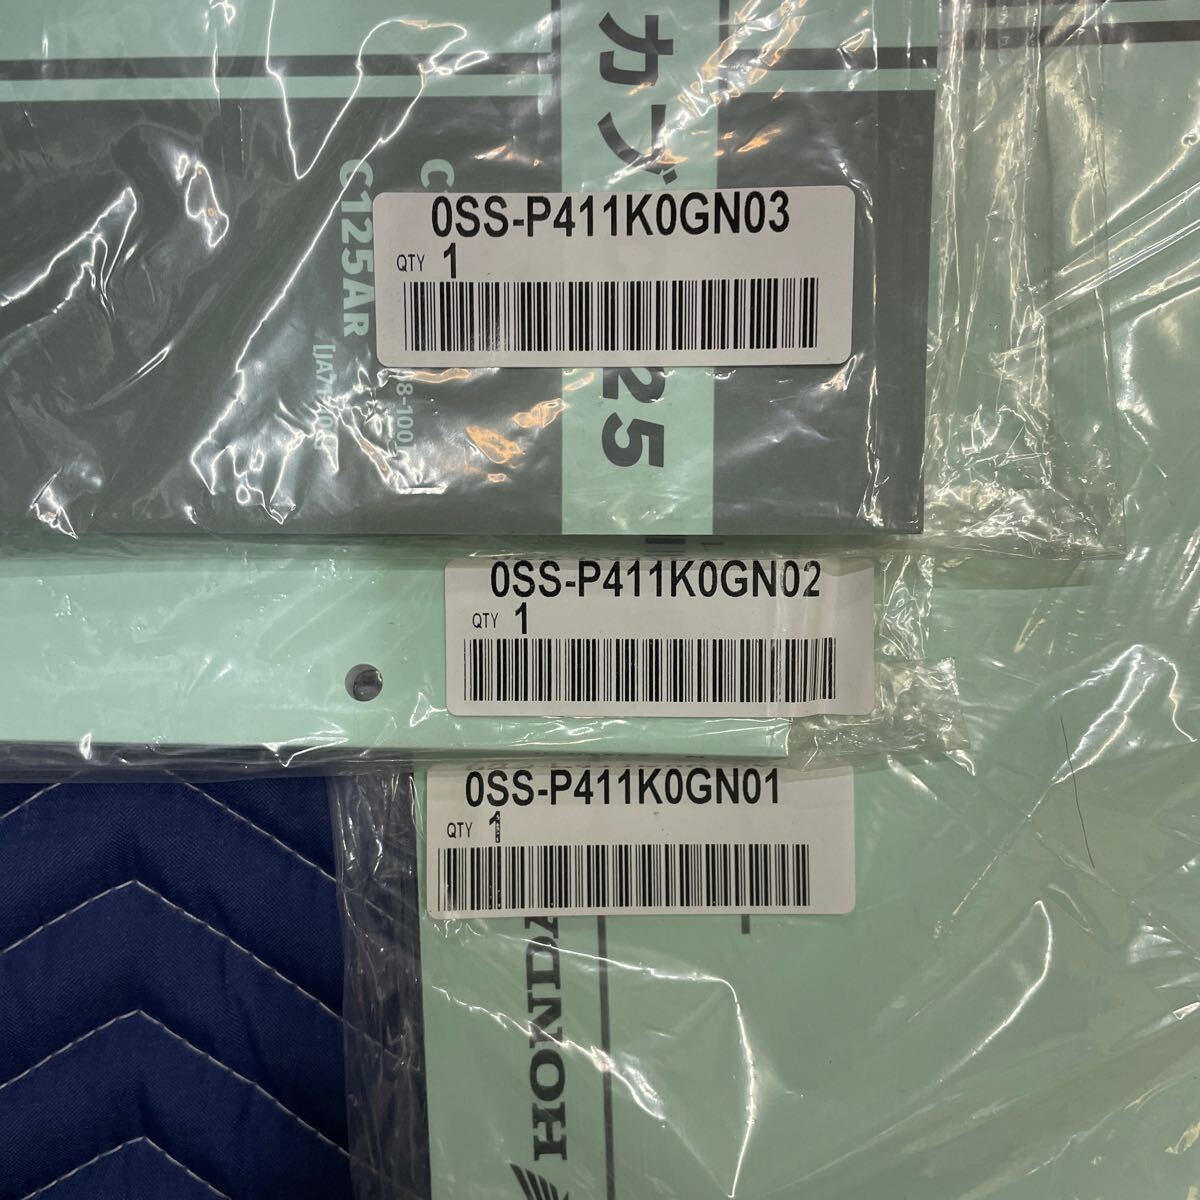 カブ
25
C125AR
0SS-P411K0GN03
QTY 1
0SS-P411K0GN02
QTY 1
0SS-P411K0GN01
QTY 1
HONDA